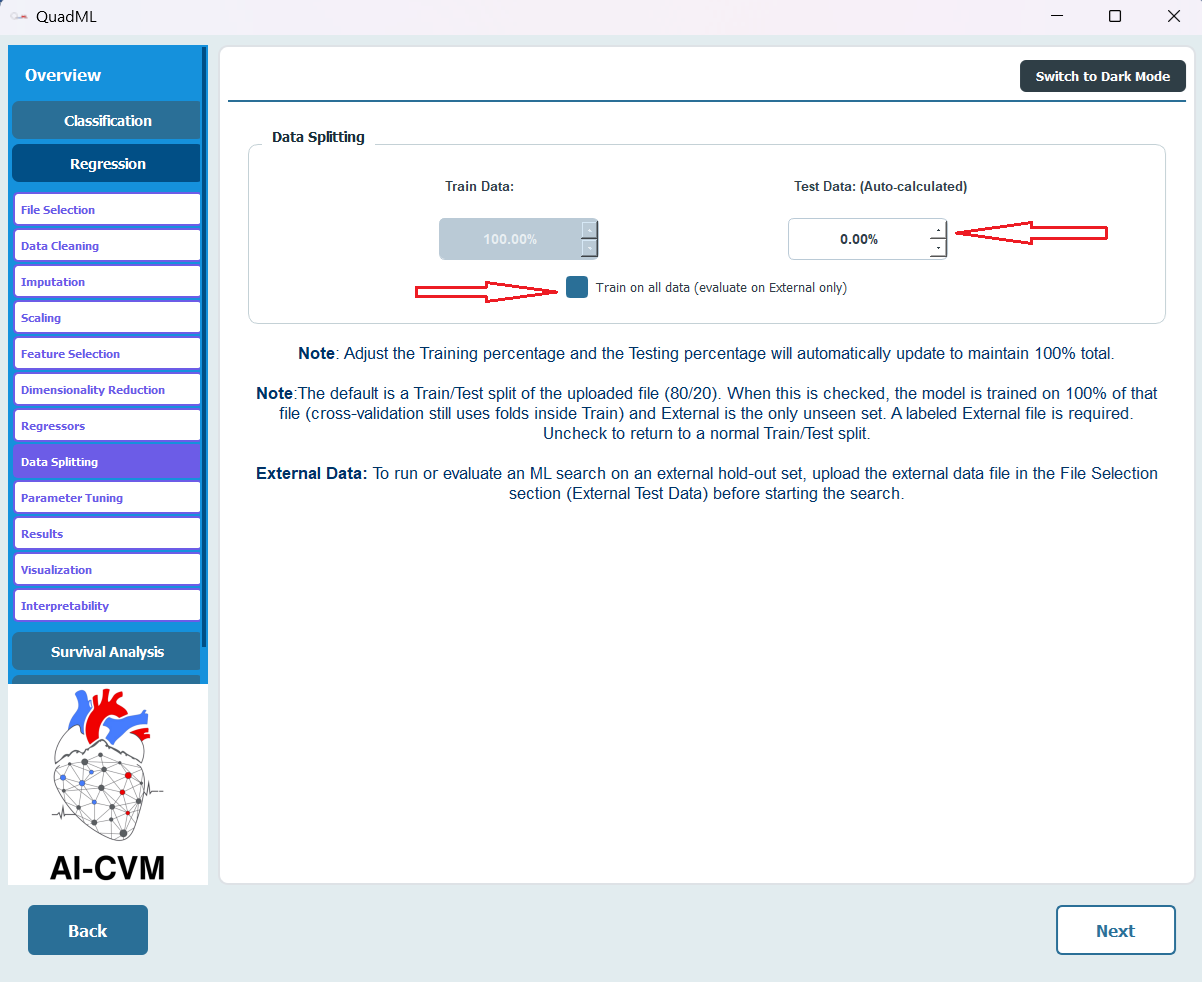 QuadML
Overview
Classification
Regression
File Selection
Data Cleaning
Imputation
Scaling
Feature Selection
Dimensionality Reduction
Regressors
Data Splitting
Parameter Tuning
Results
Visualization
Interpretability
Survival Analysis
AI-CVM
Back
Switch to Dark Mode
Data Splitting
Train Data:
Test Data: (Auto-calculated)
100.00%
0.00%
Train on all data (evaluate on External only)
Note: Adjust the Training percentage and the Testing percentage will automatically update to maintain 100% total.
Note:The default is a Train/Test split of the uploaded file (80/20). When this is checked, the model is trained on 100% of that
file (cross-validation still uses folds inside Train) and External is the only unseen set. A labeled External file is required.
Uncheck to return to a normal Train/Test split.
External Data: To run or evaluate an ML search on an external hold-out set, upload the external data file in the File Selection
section (External Test Data) before starting the search.
Next